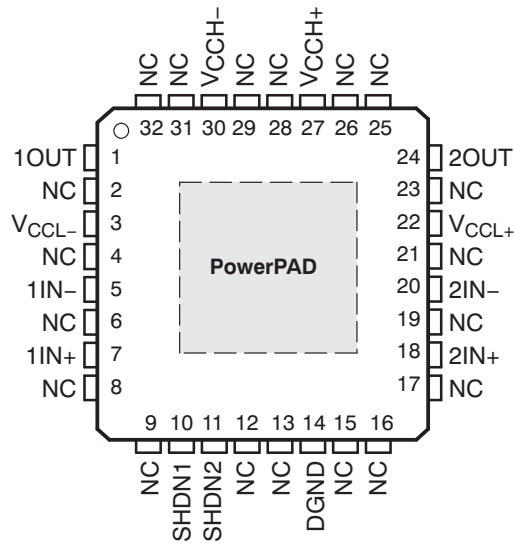 NC NC VCCH– NC NC VCCH+ NC NC
32 31 30 29 28 27 26 25
1OUT 1 24 2OUT
NC 2 23 NC
VCCL– 3 22 VCCL+
NC 4 21 NC
1IN– 5 20 2IN–
NC 6 19 NC
1IN+ 7 18 2IN+
NC 8 17 NC
PowerPAD
9 10 11 12 13 14 15 16
NC SHDN1 SHDN2 NC NC DGND NC NC